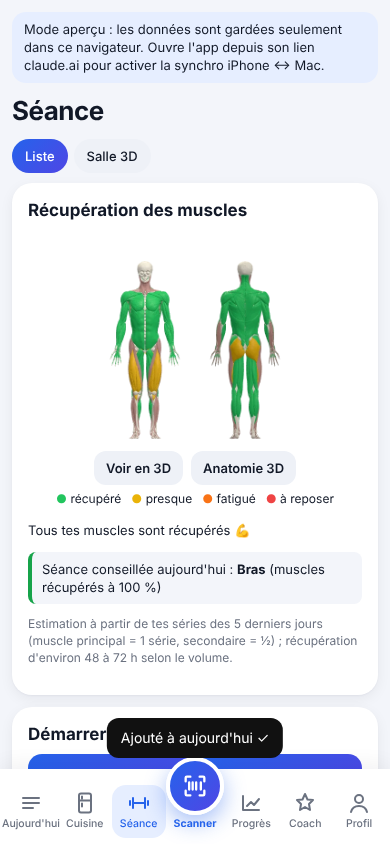 Mode aperçu : les données sont gardées seulement
dans ce navigateur. Ouvre l'app depuis son lien
claude.ai pour activer la synchro iPhone ↔ Mac.
Séance
Liste
Salle 3D
Récupération des muscles
Voir en 3D
Anatomie 3D
récupéré presque fatigué à reposer
Tous tes muscles sont récupérés 💪
Séance conseillée aujourd'hui : Bras (muscles
récupérés à 100 %)
Estimation à partir de tes séries des 5 derniers jours
(muscle principal = 1 série, secondaire = ½) ; récupération
d'environ 48 à 72 h selon le volume.
Démarrer
Ajouté à aujourd'hui ✓
Aujourd'hui Cuisine Séance Scanner Progrès Coach Profil